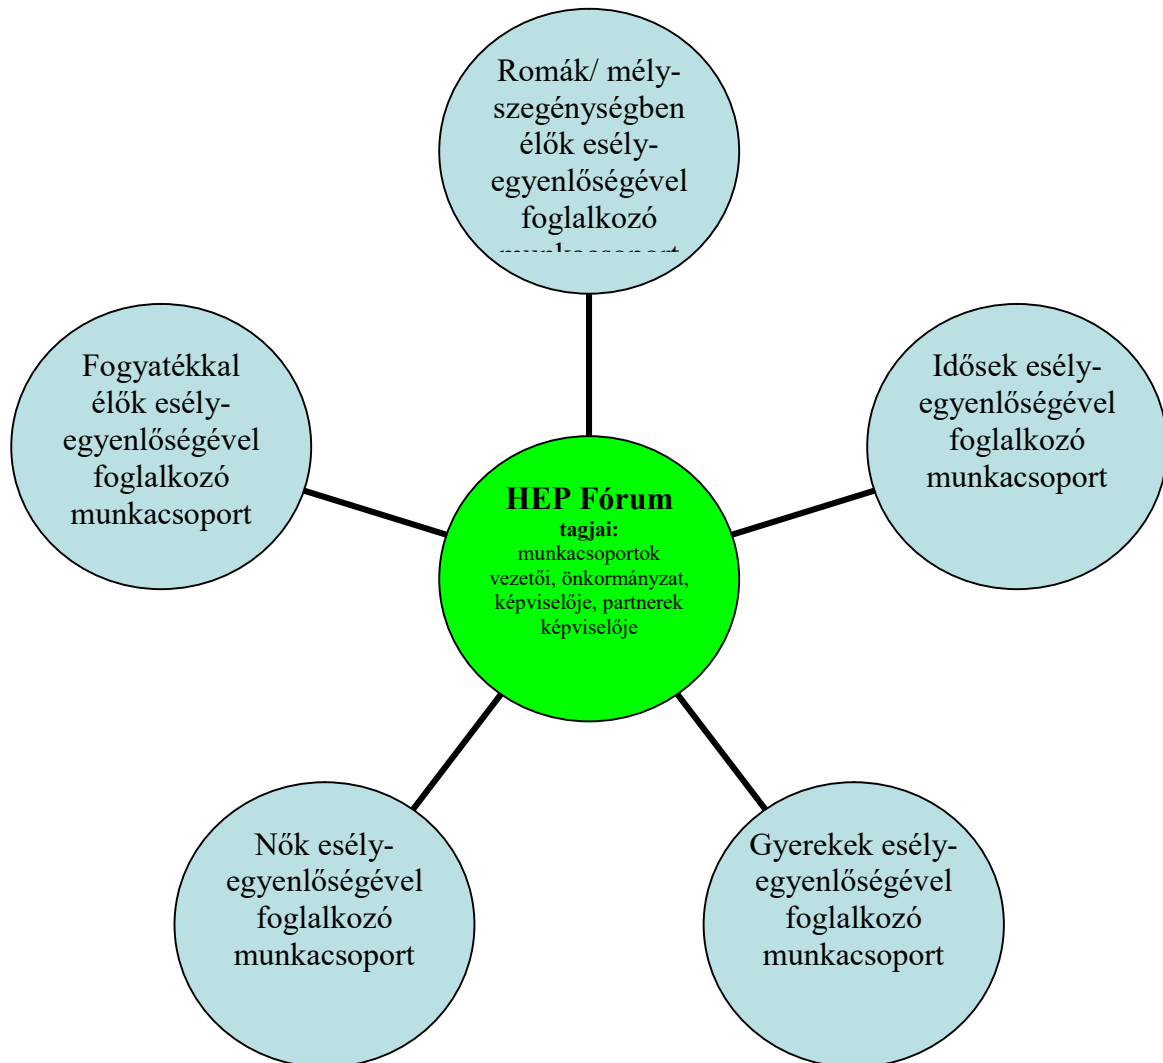 Romák/ mély-
szegénységben
élők esély-
egyenlőségével
foglalkozó
munkacsoport
Fogyatékkal
élők esély-
egyenlőségével
foglalkozó
munkacsoport
Idősek esély-
egyenlőségével
foglalkozó
munkacsoport
HEP Fórum
tagjai:
munkacsoportok
vezetői, önkormányzat,
képviselője, partnerek
képviselője
Nők esély-
egyenlőségével
foglalkozó
munkacsoport
Gyerekek esély-
egyenlőségével
foglalkozó
munkacsoport